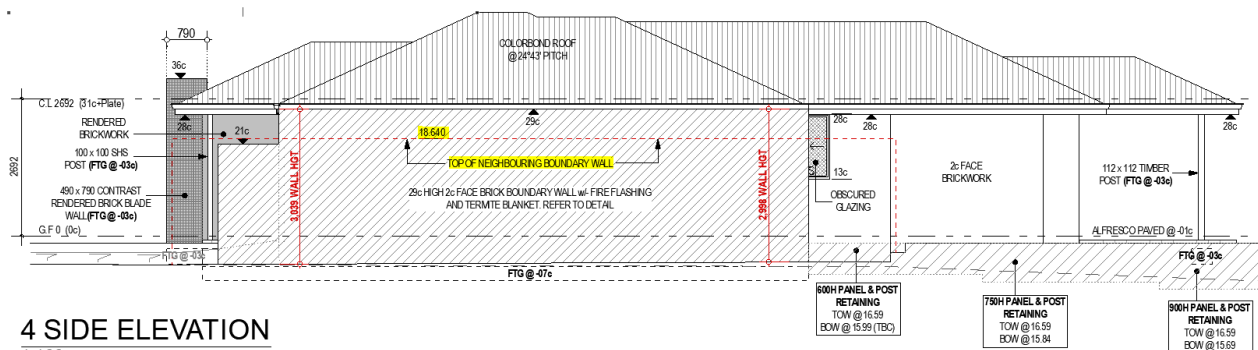 790
COLORBOND ROOF
@24°43' PITCH
36c
C.L 2692 (31c+Plate)
RENDERED
BRICKWORK
28c
21c
29c
28c
28c
28c
18.640
TOP OF NEIGHBOURING BOUNDARY WALL
100 x 100 SHS
POST (FTG @ -03c)
2692
3,039 WALL HGT
2,998 WALL HGT
13c
2c FACE
BRICKWORK
112 x 112 TIMBER
POST (FTG @ -03c)
490 x 790 CONTRAST
RENDERED BRICK BLADE
WALL(FTG @ -03c)
29c HIGH 2c FACE BRICK BOUNDARY WALL w/- FIRE FLASHING
AND TERMITE BLANKET. REFER TO DETAIL
OBSCURED
GLAZING
G.F 0 (0c)
ALFRESCO PAVED @ -01c
FTG @ -03c
FTG @ -03c
FTG @ -07c
600H PANEL & POST
RETAINING
TOW @ 16.59
BOW @ 15.99 (TBC)
750H PANEL & POST
RETAINING
TOW @ 16.59
BOW @ 15.84
900H PANEL & POST
RETAINING
TOW @ 16.59
BOW @ 15.69
4 SIDE ELEVATION